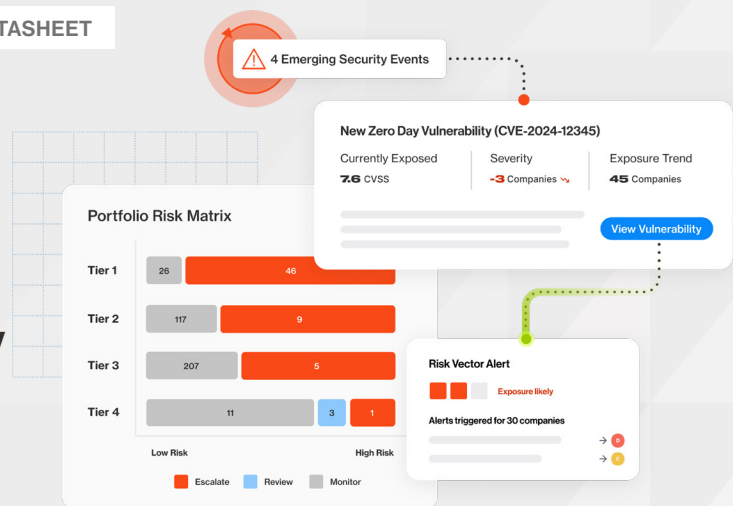 TASHEET
4 Emerging Security Events
New Zero Day Vulnerability (CVE-2024-12345)
Currently Exposed Severity Exposure Trend
7.6 CVSS -3 Companies 45 Companies
View Vulnerability
Portfolio Risk Matrix
Tier 1 26 46
Tier 2 117 9
Tier 3 207 5
Tier 4 11 3 1
Low Risk High Risk
Escalate Review Monitor
Risk Vector Alert
Exposure likely
Alerts triggered for 30 companies
D
C